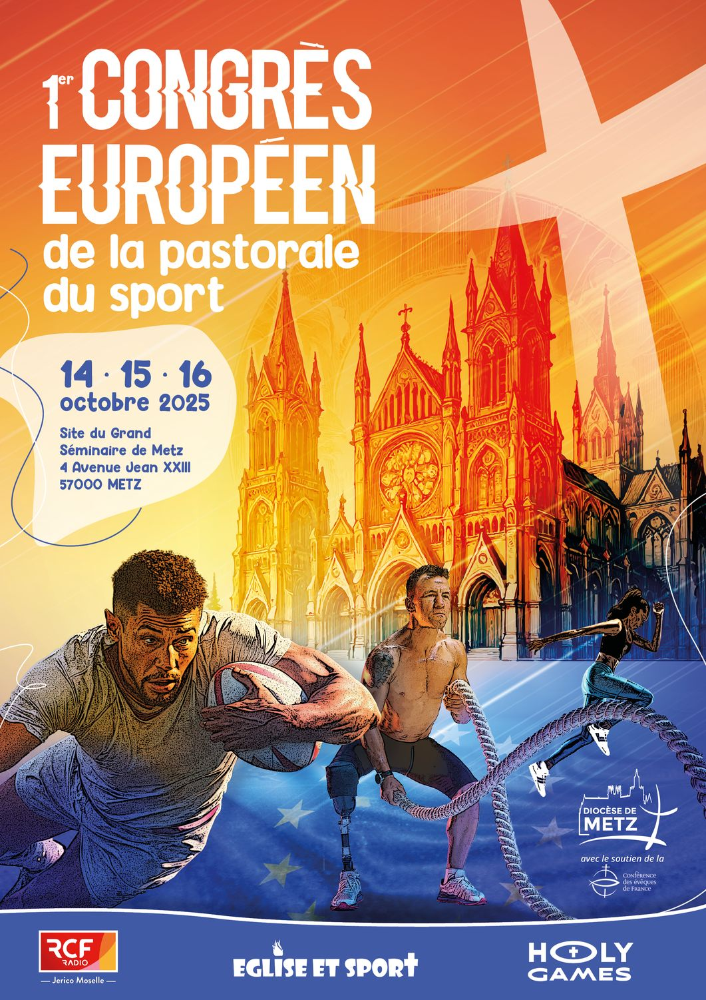 1er CONGRÈS
EUROPÉEN
de la pastorale
du sport
14 · 15 · 16
octobre 2025
Site du Grand
Séminaire de Metz
4 Avenue Jean XXIII
57000 METZ
DIOCÈSE DE
METZ
avec le soutien de la
Conférence
des évêques
de France
RCF
RADIO
— Jerico Moselle —
EGLISE ET SPORT
HOLY
GAMES